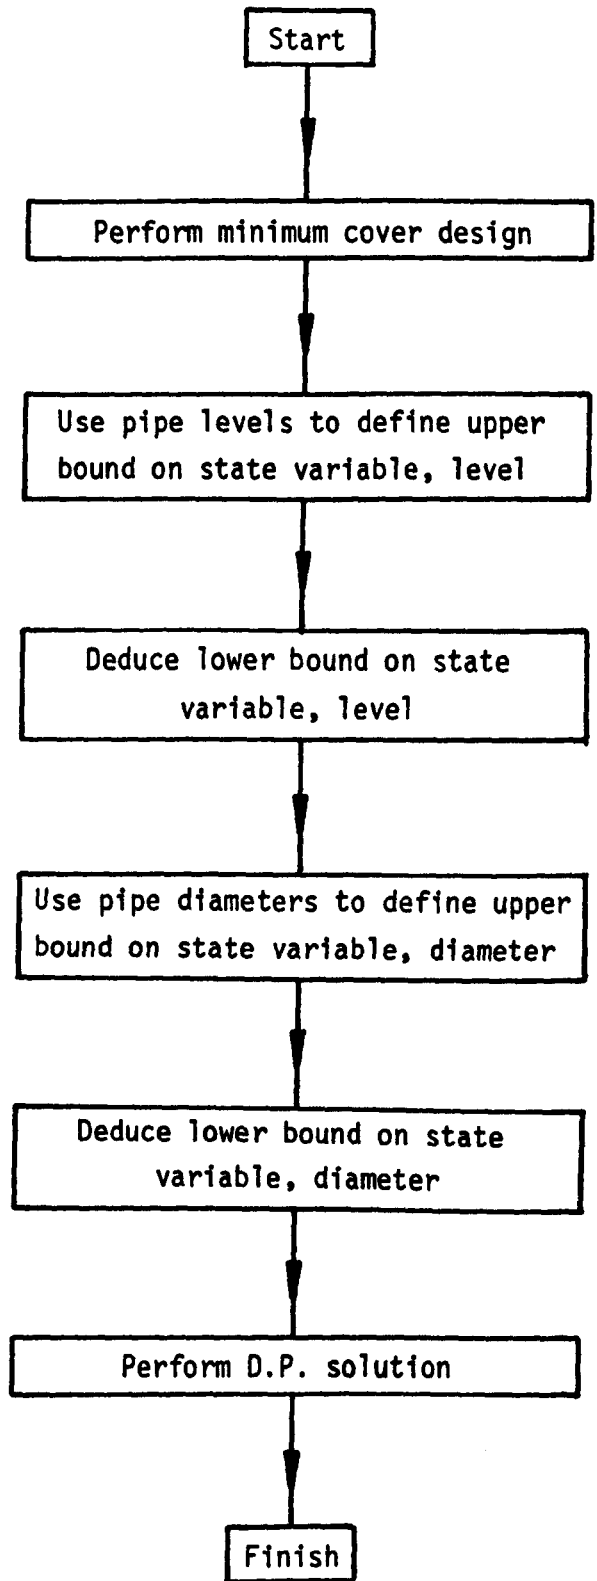 Start
Perform minimum cover design
Use pipe levels to define upper
bound on state variable, level
Deduce lower bound on state
variable, level
Use pipe diameters to define upper
bound on state variable, diameter
Deduce lower bound on state
variable, diameter
Perform D.P. solution
Finish